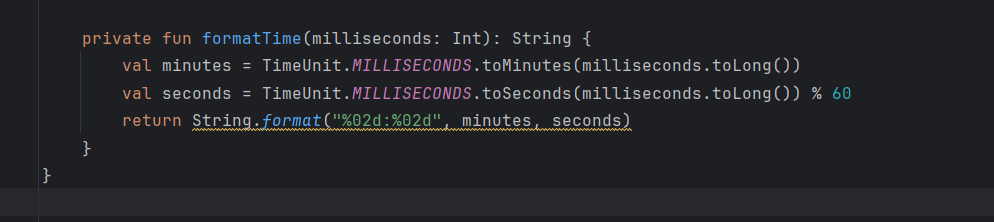 private fun formatTime(milliseconds: Int): String {
val minutes = TimeUnit.MILLISECONDS.toMinutes(milliseconds.toLong())
val seconds = TimeUnit.MILLISECONDS.toSeconds(milliseconds.toLong()) % 60
return String.format("%02d:%02d", minutes, seconds)
}
}